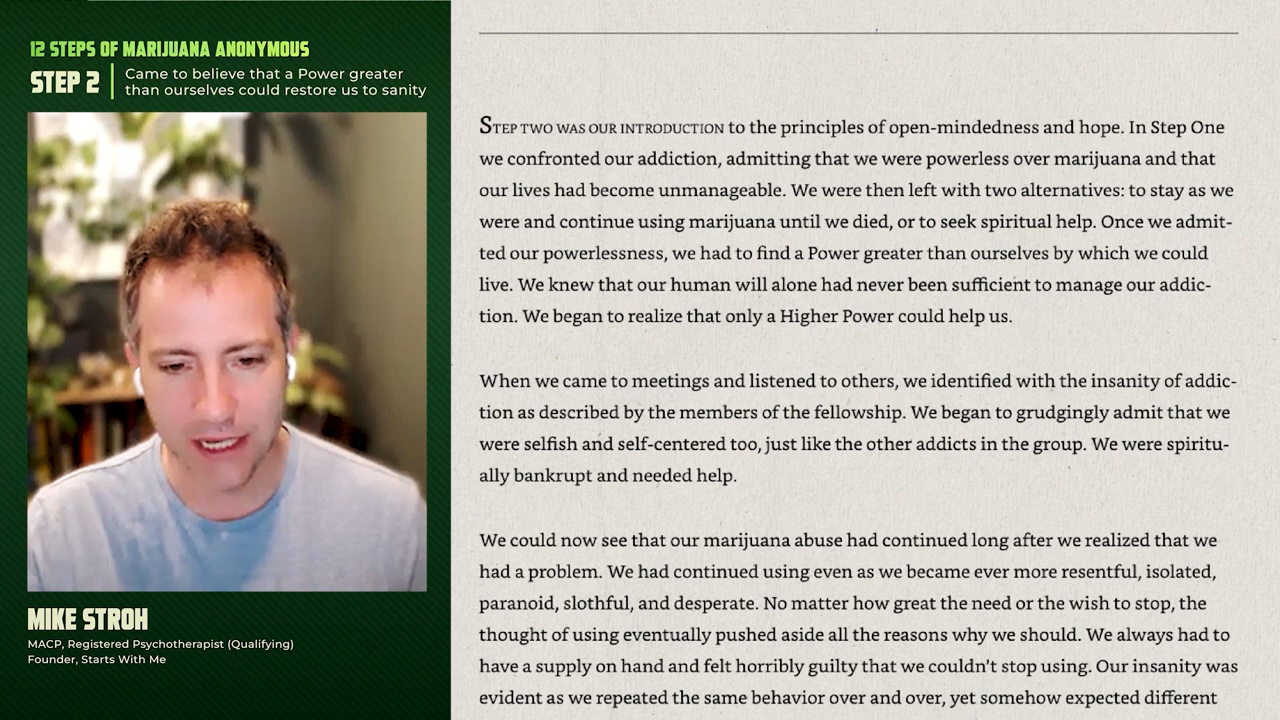 12 STEPS OF MARIJUANA ANONYMOUS
STEP 2
Came to believe that a Power greater
than ourselves could restore us to sanity
MIKE STROH
MACP, Registered Psychotherapist (Qualifying)
Founder, Starts With Me
STEP TWO WAS OUR INTRODUCTION to the principles of open-mindedness and hope. In Step One
we confronted our addiction, admitting that we were powerless over marijuana and that
our lives had become unmanageable. We were then left with two alternatives: to stay as we
were and continue using marijuana until we died, or to seek spiritual help. Once we admit-
ted our powerlessness, we had to find a Power greater than ourselves by which we could
live. We knew that our human will alone had never been sufficient to manage our addic-
tion. We began to realize that only a Higher Power could help us.
When we came to meetings and listened to others, we identified with the insanity of addic-
tion as described by the members of the fellowship. We began to grudgingly admit that we
were selfish and self-centered too, just like the other addicts in the group. We were spiritu-
ally bankrupt and needed help.
We could now see that our marijuana abuse had continued long after we realized that we
had a problem. We had continued using even as we became ever more resentful, isolated,
paranoid, slothful, and desperate. No matter how great the need or the wish to stop, the
thought of using eventually pushed aside all the reasons why we should. We always had to
have a supply on hand and felt horribly guilty that we couldn't stop using. Our insanity was
evident as we repeated the same behavior over and over, yet somehow expected different